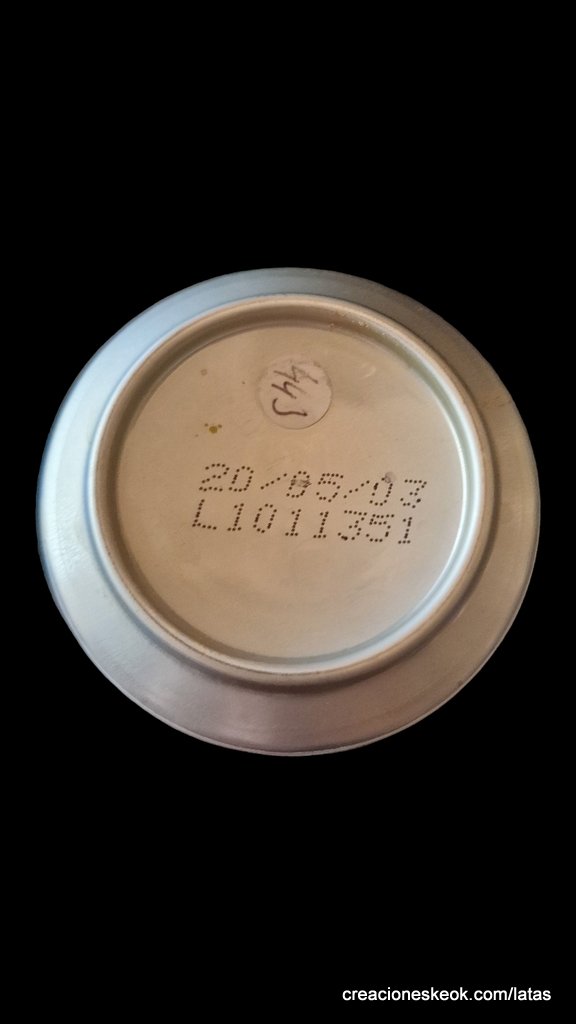 443
20/05/03
L1011351
creacioneskeok.com/latas